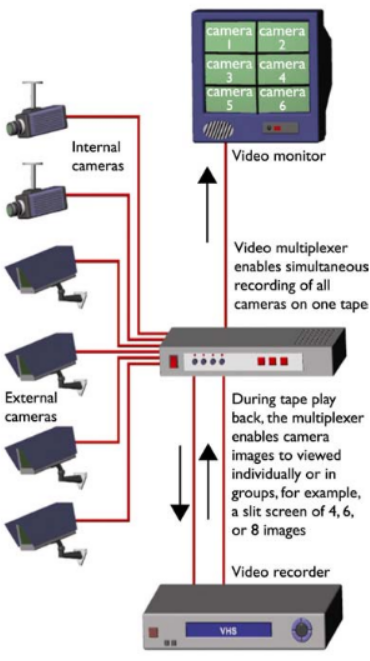 camera
1
camera
2
camera
3
camera
4
camera
5
camera
6
Internal
cameras
Video monitor
Video multiplexer
enables simultaneous
recording of all
cameras on one tape
External
cameras
During tape play
back, the multiplexer
enables camera
images to viewed
individually or in
groups, for example,
a slit screen of 4, 6,
or 8 images
Video recorder
VHS